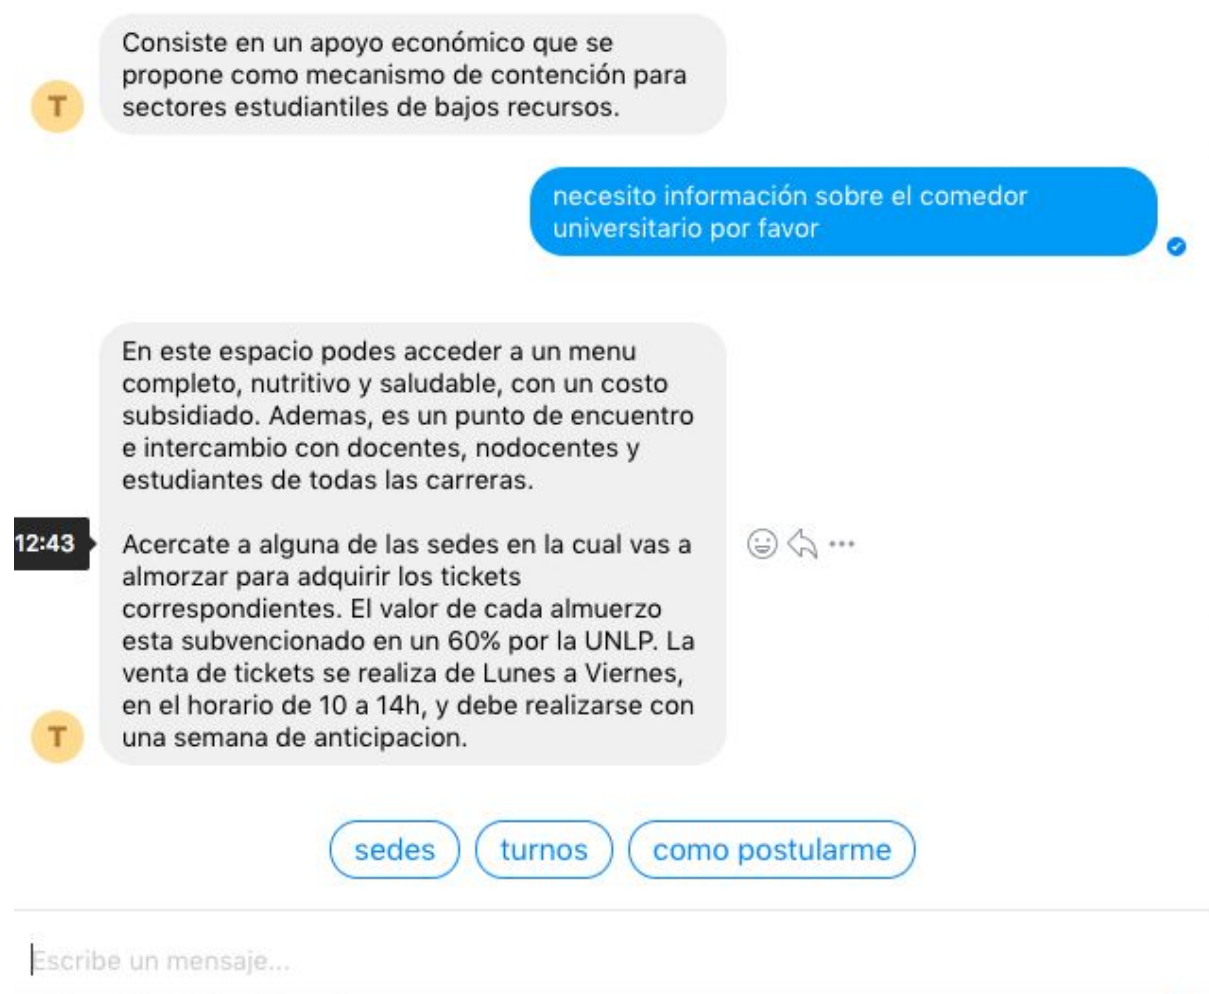 Consiste en un apoyo económico que se
propone como mecanismo de contención para
sectores estudiantiles de bajos recursos.
T
necesito información sobre el comedor
universitario por favor
En este espacio podes acceder a un menu
completo, nutritivo y saludable, con un costo
subsidiado. Ademas, es un punto de encuentro
e intercambio con docentes, nodocentes y
estudiantes de todas las carreras.
12:43
Acercate a alguna de las sedes en la cual vas a
almorzar para adquirir los tickets
correspondientes. El valor de cada almuerzo
esta subvencionado en un 60% por la UNLP. La
venta de tickets se realiza de Lunes a Viernes,
en el horario de 10 a 14h, y debe realizarse con
una semana de anticipacion.
T
sedes
turnos
como postularme
Escribe un mensaje...